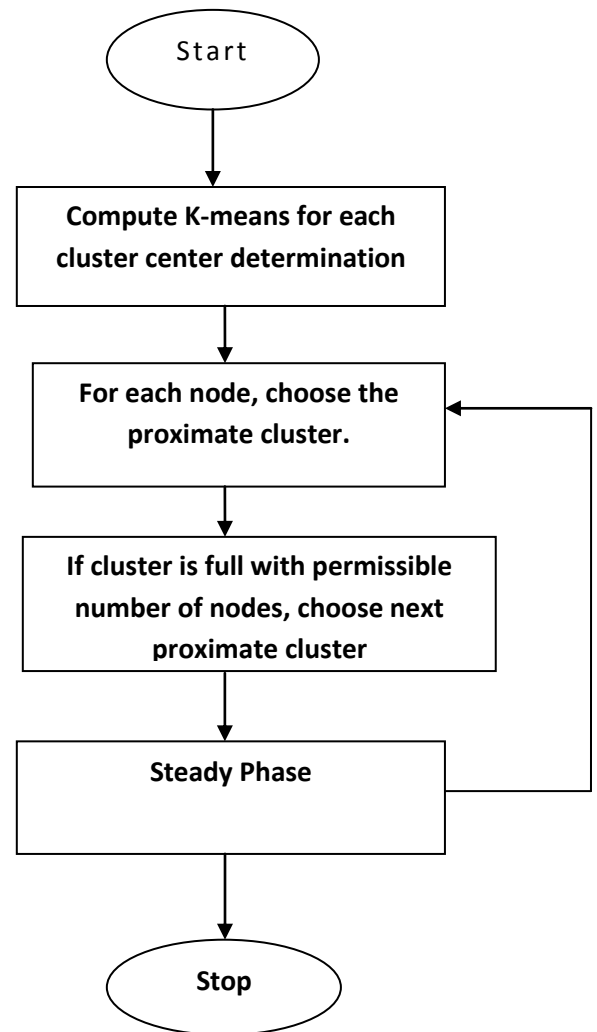 Start
Compute K-means for each
cluster center determination
For each node, choose the
proximate cluster.
If cluster is full with permissible
number of nodes, choose next
proximate cluster
Steady Phase
Stop